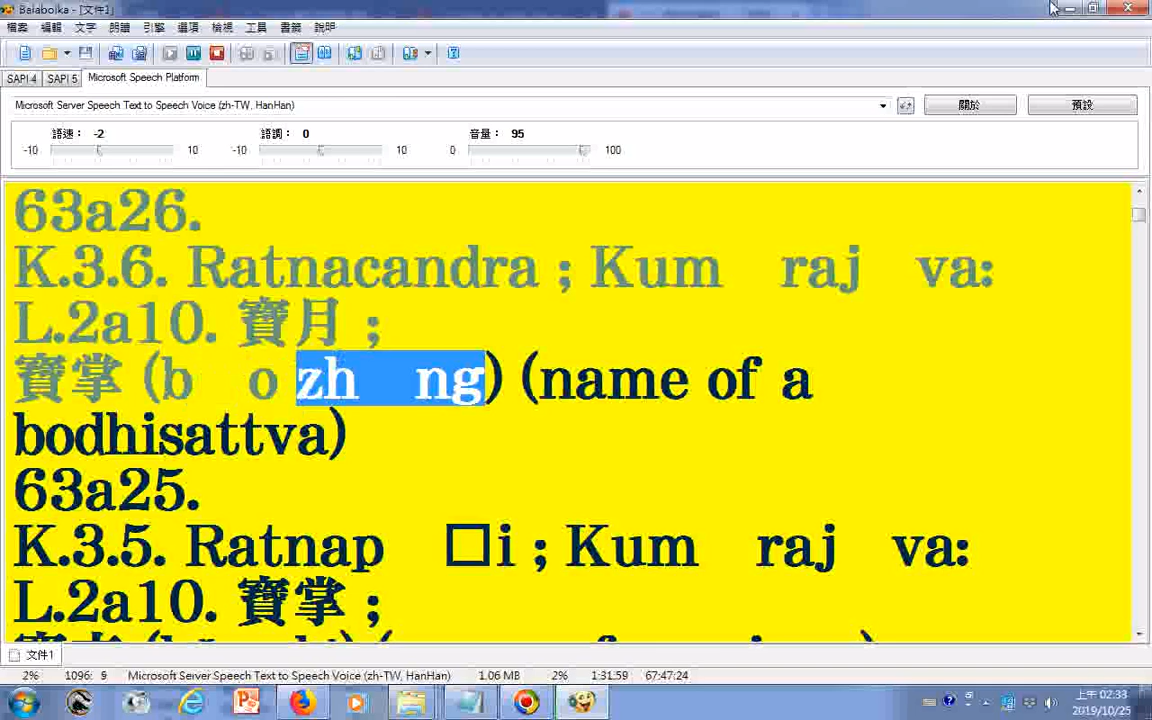 Balabolka - [文件1]
檔案 編輯 文字 朗讀 引擎 選項 檢視 工具 書籤 說明
SAPI 4 SAPI 5 Microsoft Speech Platform
Microsoft Server Speech Text to Speech Voice (zh-TW, HanHan) 關於 預設
語速： -2 語調： 0 音量： 95
-10 10 -10 10 0 100
63a26.
K.3.6. Ratnacandra ; Kum raj va:
L.2a10. 寶月 ;
寶掌 (b o zh ng) (name of a
bodhisattva)
63a25.
K.3.5. Ratnap □i ; Kum raj va:
L.2a10. 寶掌 ;
文件1
2% 1096: 9 Microsoft Server Speech Text to Speech Voice (zh-TW, HanHan) 1.06 MB 2% 1:31:59 67:47:24
上午 02:33
2019/10/25